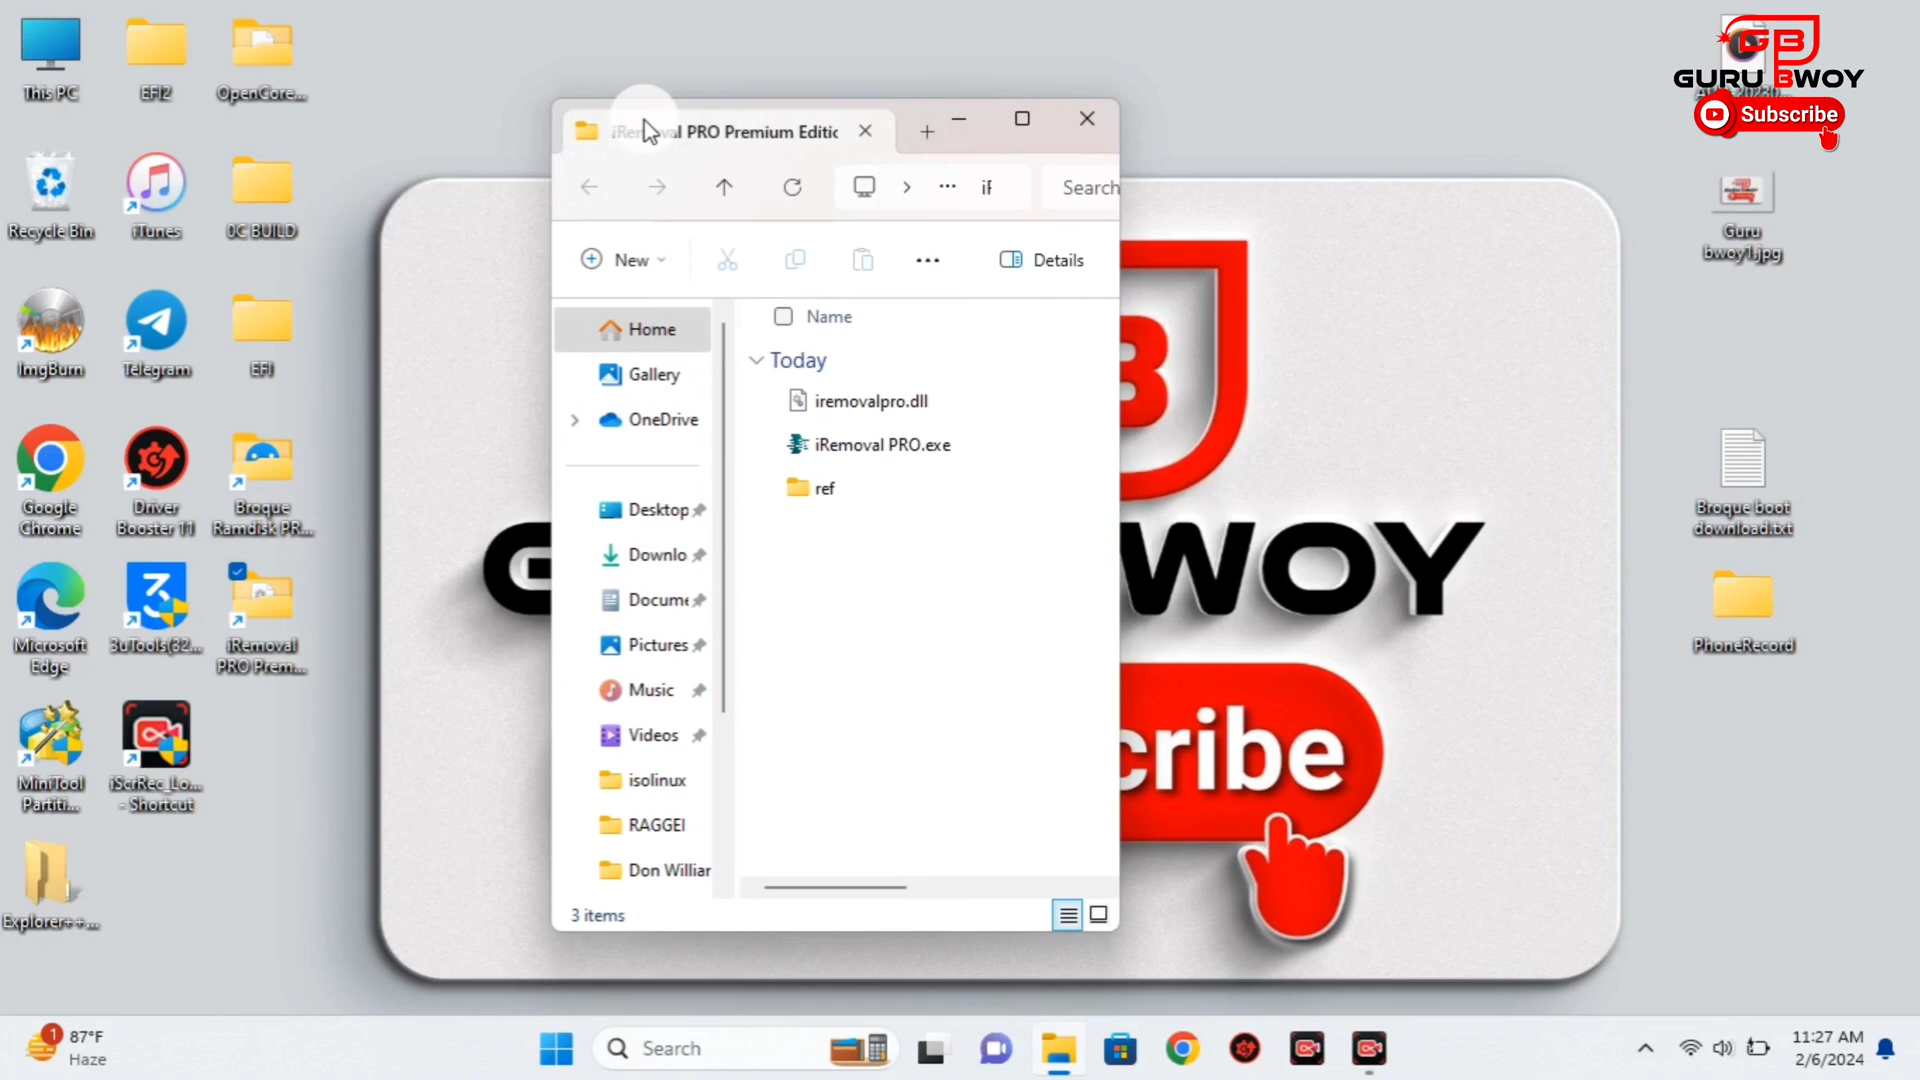 This PC
EFI2
OpenCore...
Recycle Bin
iTunes
OC BUILD
ImgBurn
Telegram
EFI
Google
Chrome
Driver
Booster 11
Broque
Ramdisk PR...
Microsoft
Edge
3uTools(32...
iRemoval
PRO Prem...
MiniTool
Partiti...
iScrRec_Lo...
- Shortcut
Explorer++...
PRO Premium Editic
Search
New
Details
Name
Home
Today
Gallery
iremovalpro.dll
OneDrive
iRemoval PRO.exe
ref
Desktop
Downlo
Docume
Pictures
Music
Videos
isolinux
RAGGEI
Don Williar
3 items
WOY
cribe
GB
GURU BWOY
Subscribe
Guru
bwoy1.jpg
Broque boot
download.txt
PhoneRecord
1
87°F
Haze
Search
11:27 AM
2/6/2024